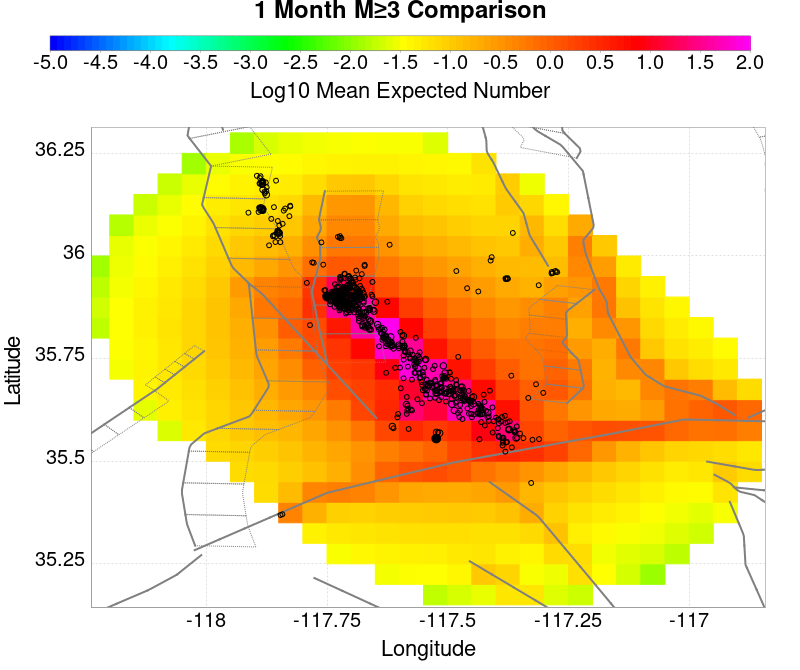 1 Month M≥3 Comparison
-5.0 -4.5 -4.0 -3.5 -3.0 -2.5 -2.0 -1.5 -1.0 -0.5 0.0 0.5 1.0 1.5 2.0
Log10 Mean Expected Number
36.25
36
35.75
35.5
35.25
Latitude
-118 -117.75 -117.5 -117.25 -117
Longitude